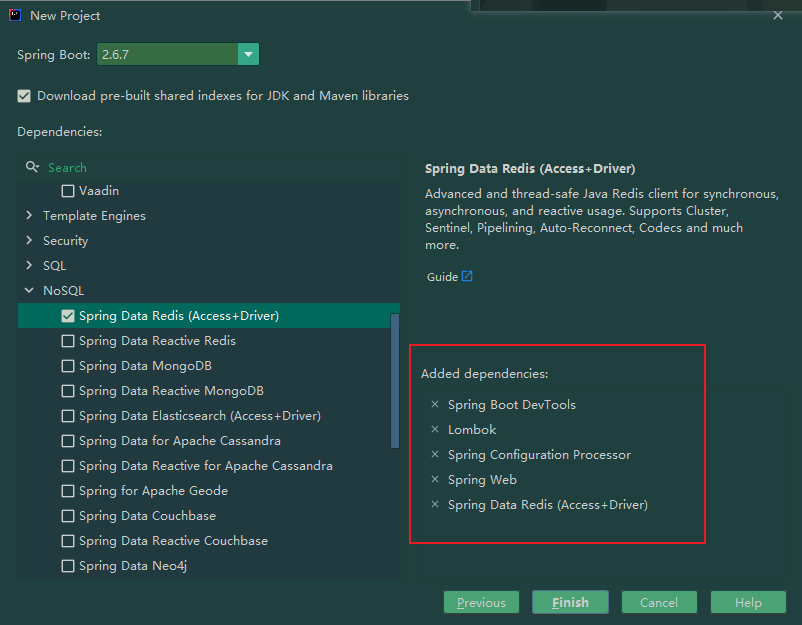 New Project
Spring Boot: 2.6.7
Download pre-built shared indexes for JDK and Maven libraries
Dependencies:
Search
Vaadin
Template Engines
Security
SQL
NoSQL
Spring Data Redis (Access+Driver)
Spring Data Reactive Redis
Spring Data MongoDB
Spring Data Reactive MongoDB
Spring Data Elasticsearch (Access+Driver)
Spring Data for Apache Cassandra
Spring Data Reactive for Apache Cassandra
Spring for Apache Geode
Spring Data Couchbase
Spring Data Reactive Couchbase
Spring Data Neo4j
Spring Data Redis (Access+Driver)
Advanced and thread-safe Java Redis client for synchronous,
asynchronous, and reactive usage. Supports Cluster,
Sentinel, Pipelining, Auto-Reconnect, Codecs and much
more.
Guide
Added dependencies:
Spring Boot DevTools
Lombok
Spring Configuration Processor
Spring Web
Spring Data Redis (Access+Driver)
Previous
Finish
Cancel
Help